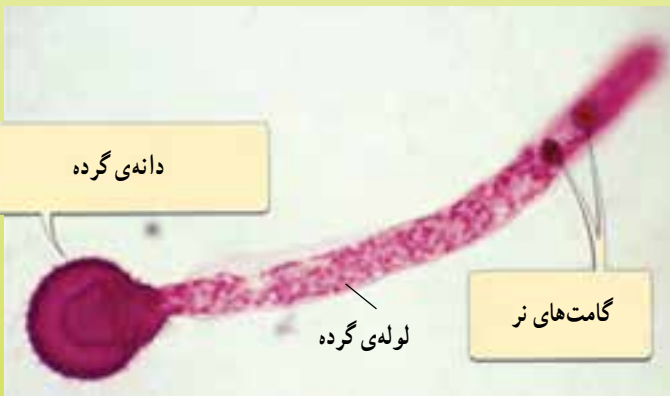 دانه‌ی گرده
لوله‌ی گرده
گامت‌های نر